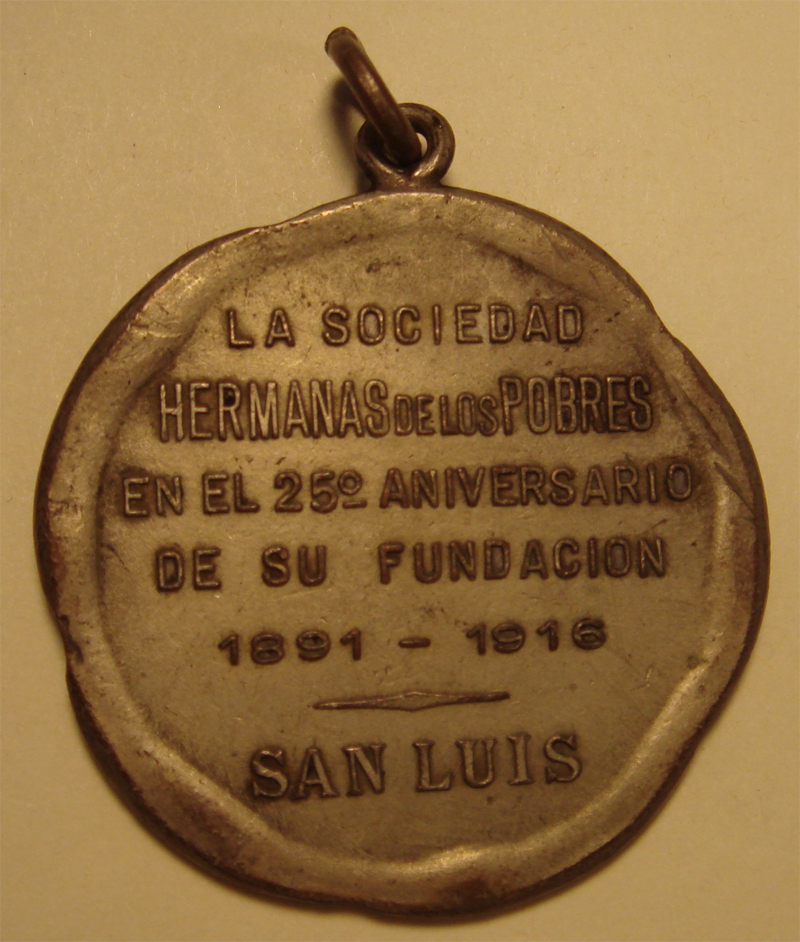 LA SOCIEDAD
HERMANAS DE LOS POBRES
EN EL 25º ANIVERSARIO
DE SU FUNDACION
1891 - 1916
SAN LUIS